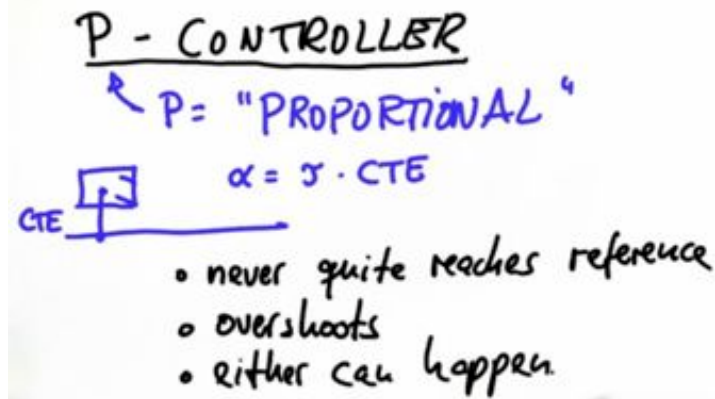 P - CONTROLLER
P= "PROPORTIONAL"
α = τ · CTE
CTE
• never quite reaches reference
• overshoots
• either can happen.